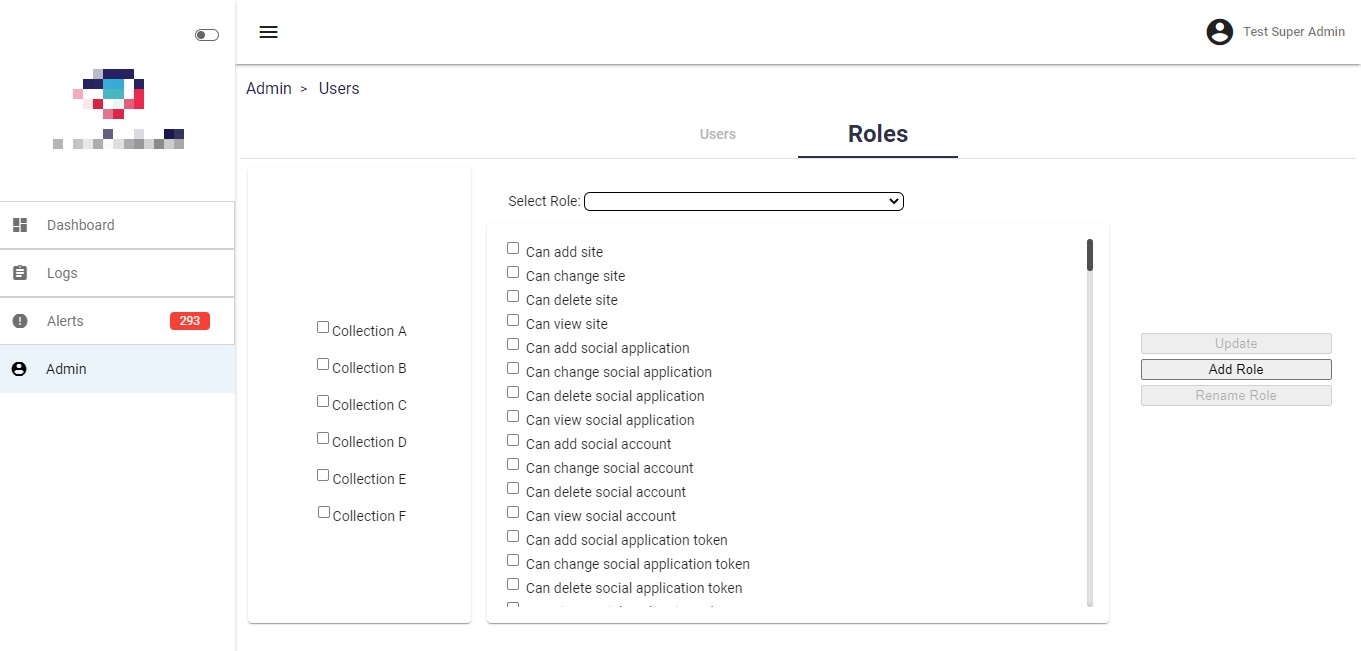 Test Super Admin
Admin > Users
Users
Roles
Dashboard
Logs
Alerts 293
Admin
Collection A
Collection B
Collection C
Collection D
Collection E
Collection F
Select Role:
Can add site
Can change site
Can delete site
Can view site
Can add social application
Can change social application
Can delete social application
Can view social application
Can add social account
Can change social account
Can delete social account
Can view social account
Can add social application token
Can change social application token
Can delete social application token
Update
Add Role
Rename Role